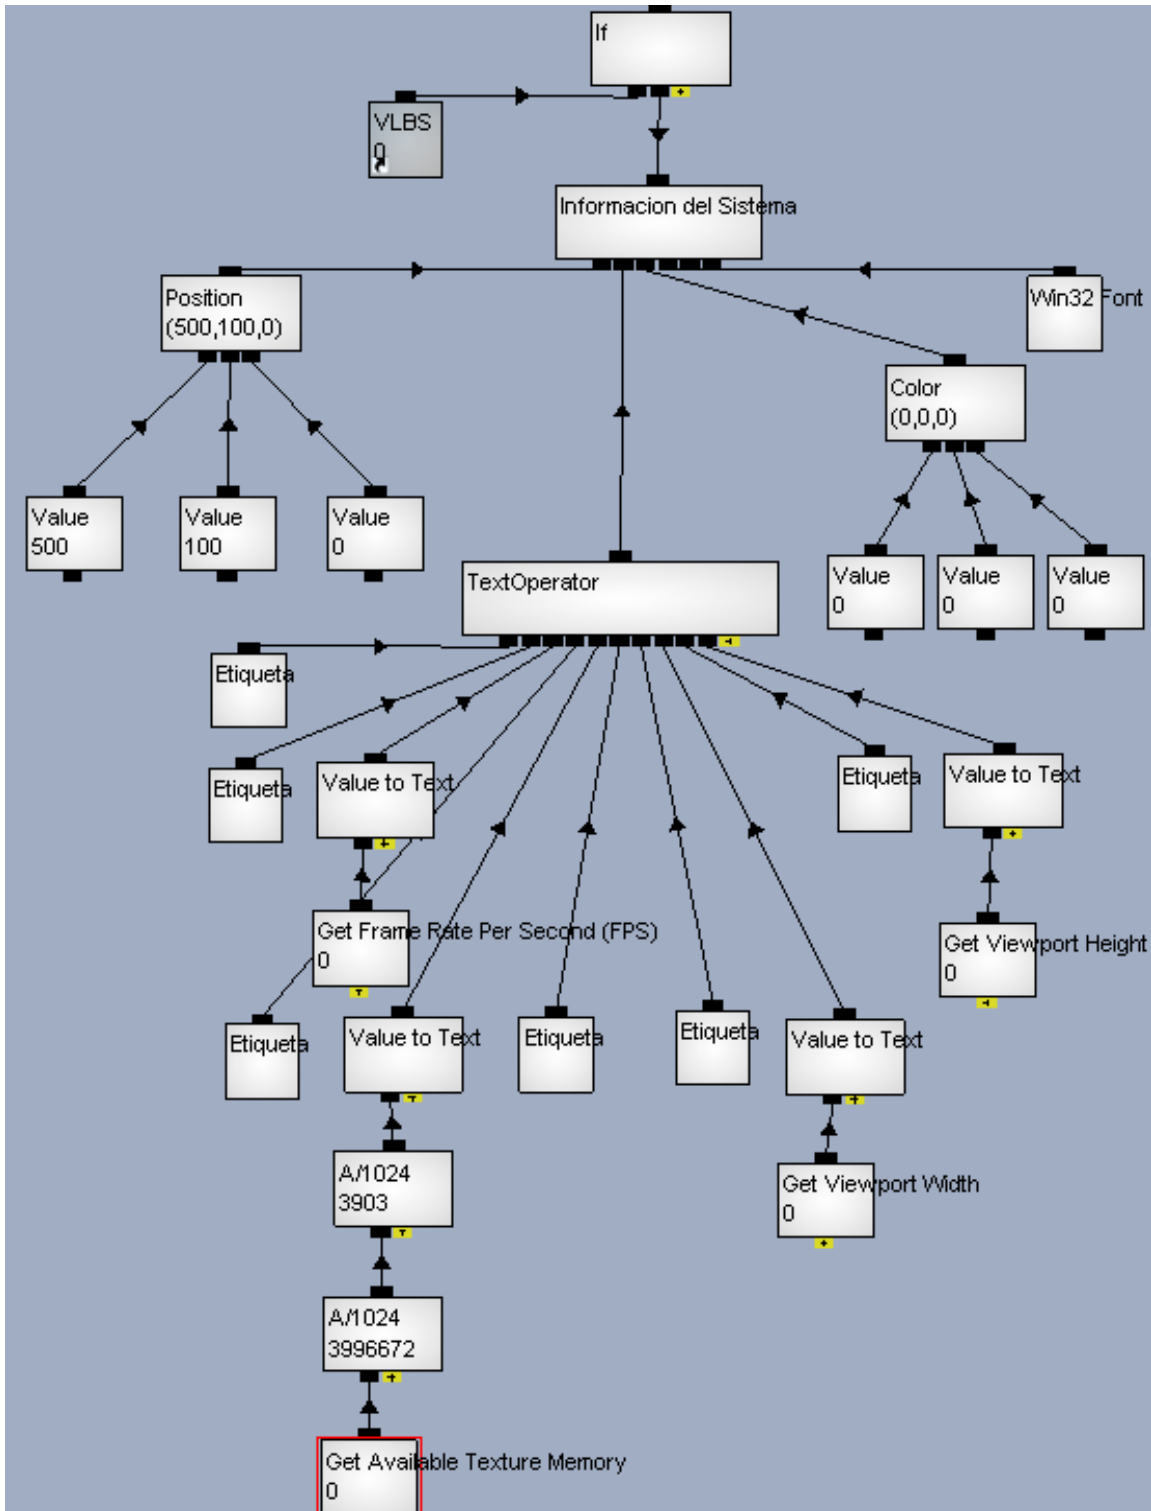 If
VLBS
0
Informacion del Sistema
Position
(500,100,0)
Win32 Font
Color
(0,0,0)
Value
500
Value
100
Value
0
Value
0
Value
0
Value
0
TextOperator
Etiqueta
Etiqueta
Value to Text
Etiqueta
Value to Text
Get Frame Rate Per Second (FPS)
0
Get Viewport Height
0
Etiqueta
Value to Text
Etiqueta
Etiqueta
Value to Text
A/1024
3903
Get Viewport Width
0
A/1024
3996672
Get Available Texture Memory
0